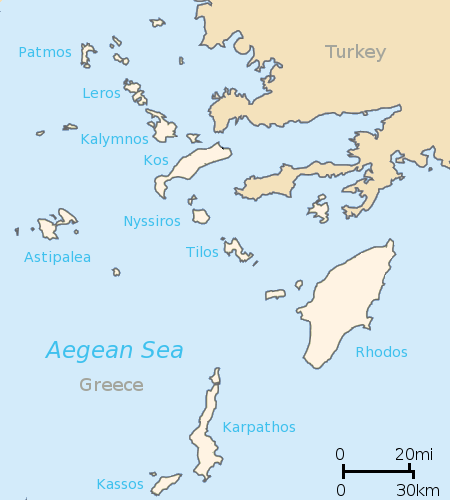 Patmos
Turkey
Leros
Kalymnos
Kos
Nyssiros
Astipalea
Tilos
Aegean Sea
Rhodos
Greece
Karpathos
Kassos
0 20mi
0 30km